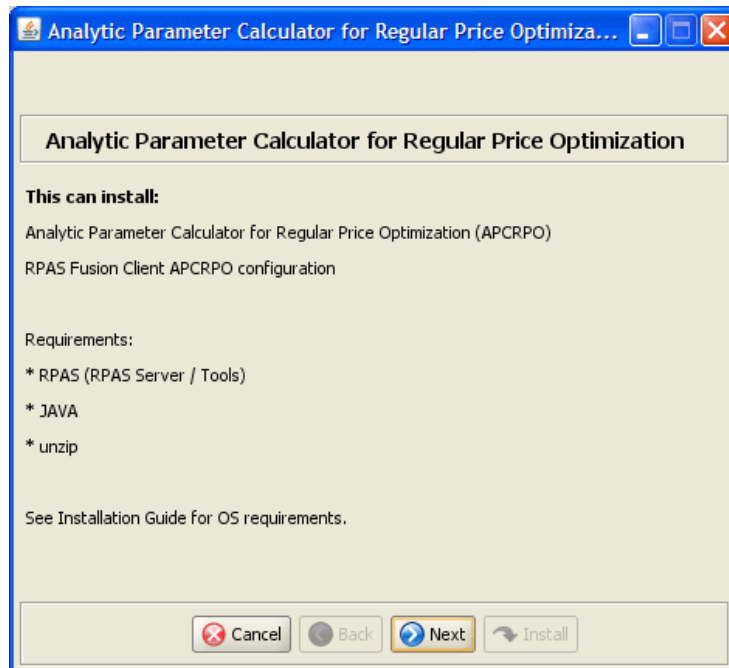 Analytic Parameter Calculator for Regular Price Optimiza...
Analytic Parameter Calculator for Regular Price Optimization
This can install:
Analytic Parameter Calculator for Regular Price Optimization (APCRPO)
RPAS Fusion Client APCRPO configuration
Requirements:
* RPAS (RPAS Server / Tools)
* JAVA
* unzip
See Installation Guide for OS requirements.
Cancel Back Next Install